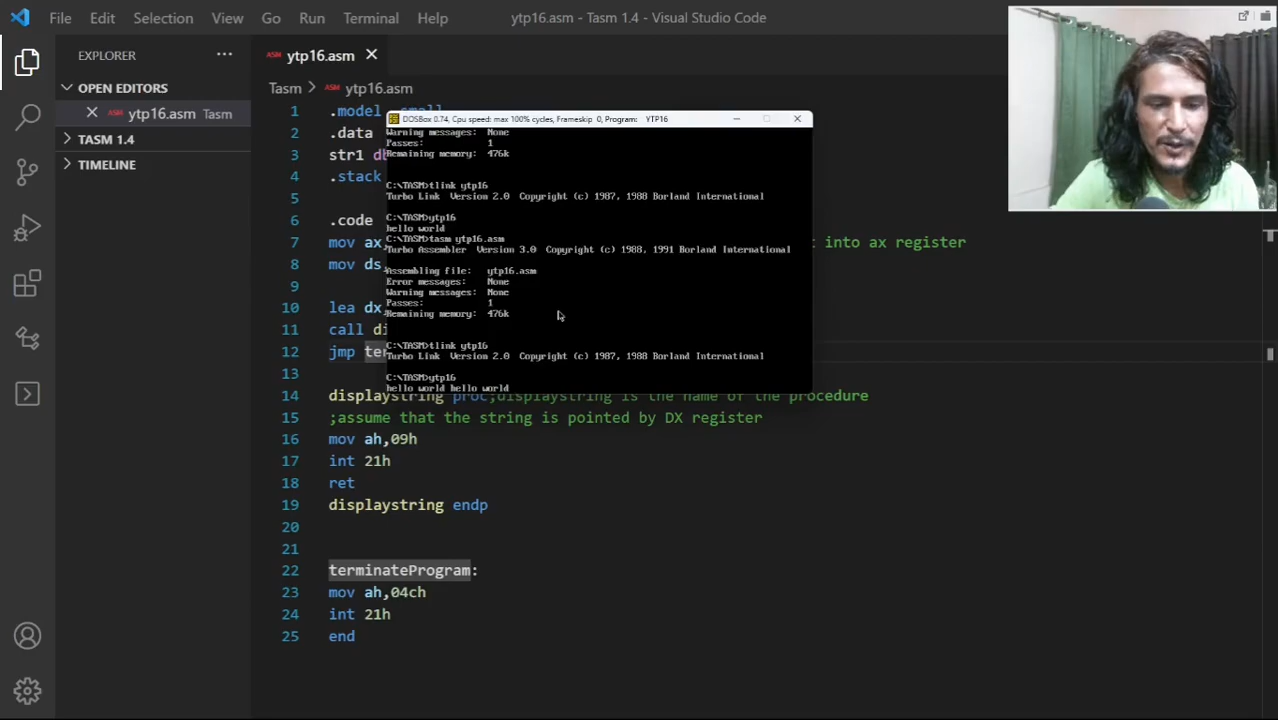 File Edit Selection View Go Run Terminal Help
ytp16.asm - Tasm 1.4 - Visual Studio Code
EXPLORER
OPEN EDITORS
ytp16.asm Tasm
TASM 1.4
TIMELINE
ytp16.asm
Tasm > ytp16.asm
1 .model small
2 .data
3 str1 db
4 .stack
5
6 .code
7 mov ax, into ax register
8 mov ds
9
10 lea dx
11 call di
12 jmp ter
13
14 displaystring proc;displaystring is the name of the procedure
15 ;assume that the string is pointed by DX register
16 mov ah,09h
17 int 21h
18 ret
19 displaystring endp
20
21
22 terminateProgram:
23 mov ah,04ch
24 int 21h
25 end
DOSBox 0.74, Cpu speed: max 100% cycles, Frameskip 0, Program: YTP16
Warning messages: None
Passes: 1
Remaining memory: 476k
C:\TASM>tlink ytp16
Turbo Link Version 2.0 Copyright (c) 1987, 1988 Borland International
C:\TASM>ytp16
hello world
C:\TASM>tasm ytp16.asm
Turbo Assembler Version 3.0 Copyright (c) 1988, 1991 Borland International
Assembling file: ytp16.asm
Error messages: None
Warning messages: None
Passes: 1
Remaining memory: 476k
C:\TASM>tlink ytp16
Turbo Link Version 2.0 Copyright (c) 1987, 1988 Borland International
C:\TASM>ytp16
hello world hello world